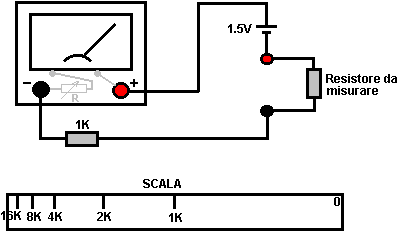 1.5V
− +
R
Resistore da
misurare
1K
SCALA
16K 8K 4K 2K 1K 0